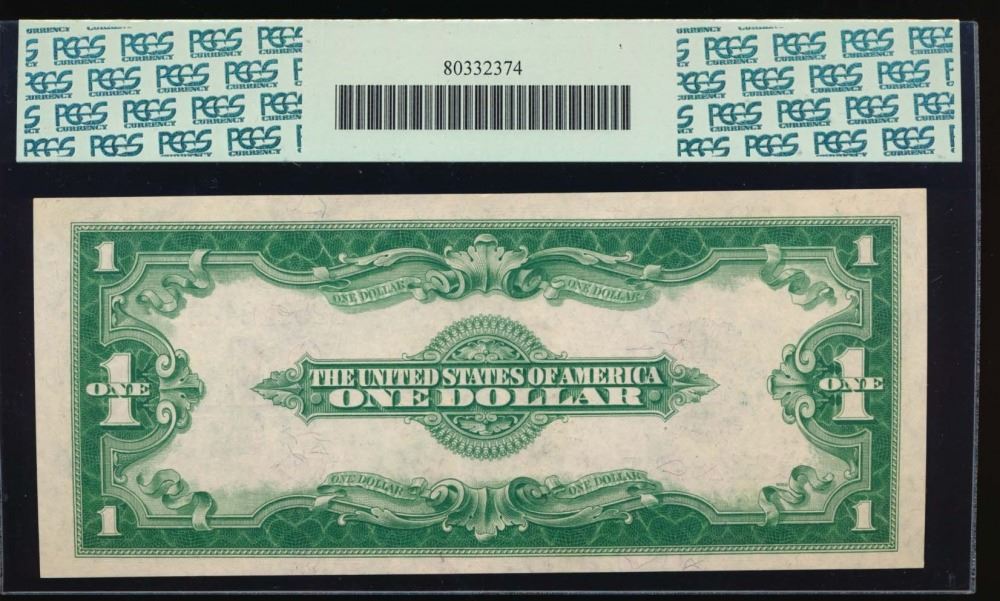 PCGS CURRENCY
80332374
1 1
ONE DOLLAR ONE DOLLAR
1 ONE 1 ONE
THE UNITED STATES OF AMERICA
ONE DOLLAR
ONE DOLLAR ONE DOLLAR
1 1